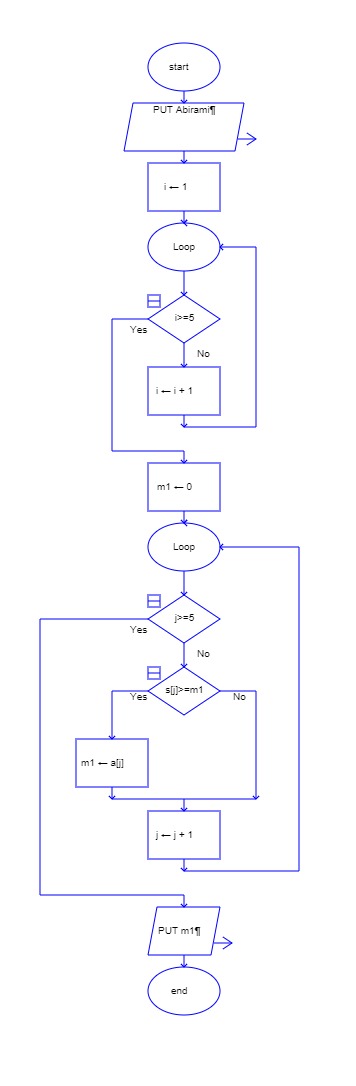 start
PUT Abirami¶
i ← 1
Loop
i>=5
Yes
No
i ← i + 1
m1 ← 0
Loop
j>=5
Yes
No
s[j]>=m1
Yes
No
m1 ← a[j]
j ← j + 1
PUT m1¶
end